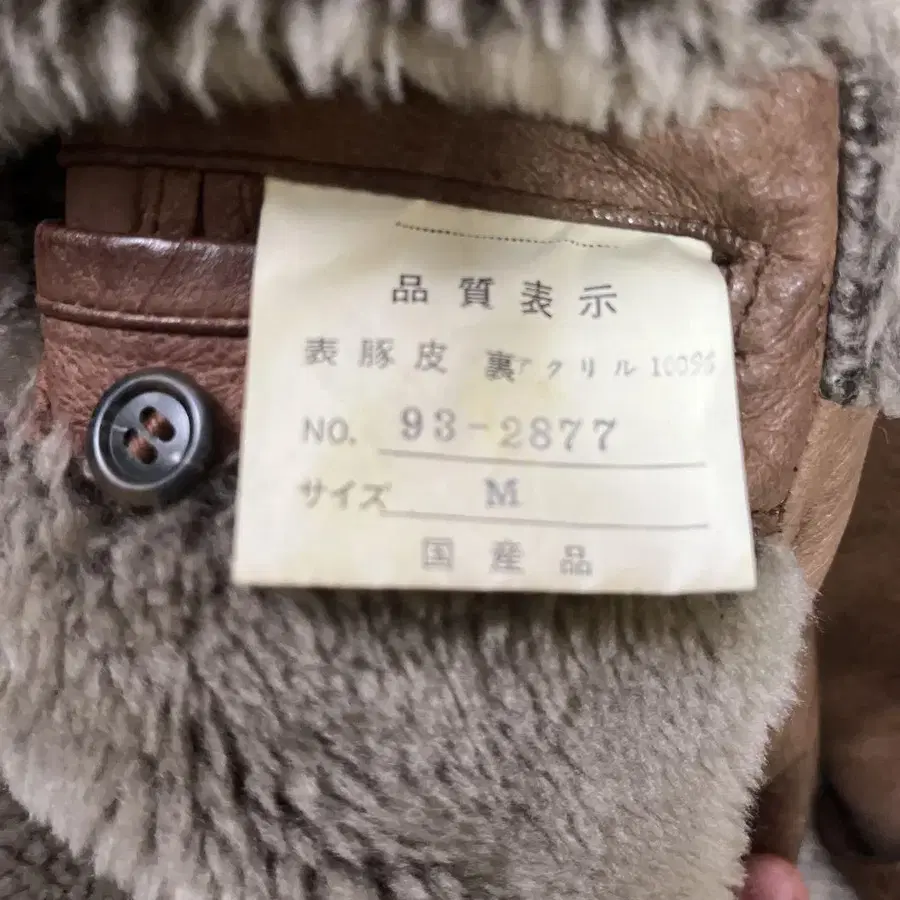 品質表示
表豚皮 裏アクリル100%
NO. 93-2877
サイズ M
国産品